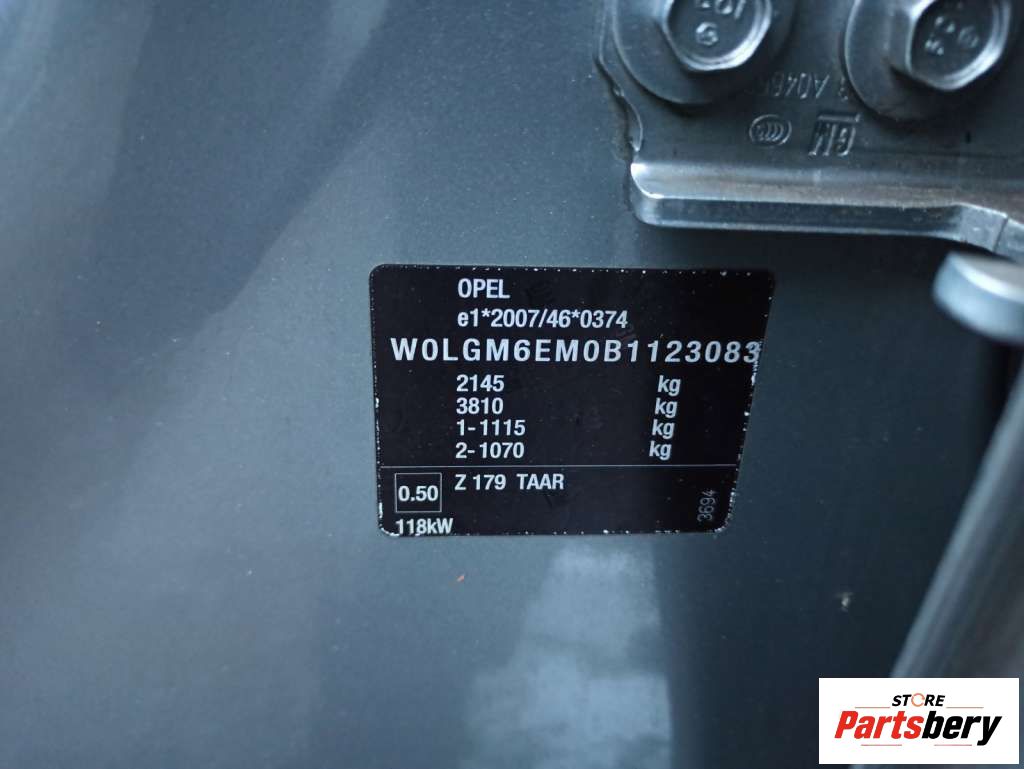 GM
OPEL
e1*2007/46*0374
W0LGM6EM0B1123083
2145 kg
3810 kg
1-1115 kg
2-1070 kg
0.50 Z 179 TAAR
118kW
3694
STORE
Partsbery